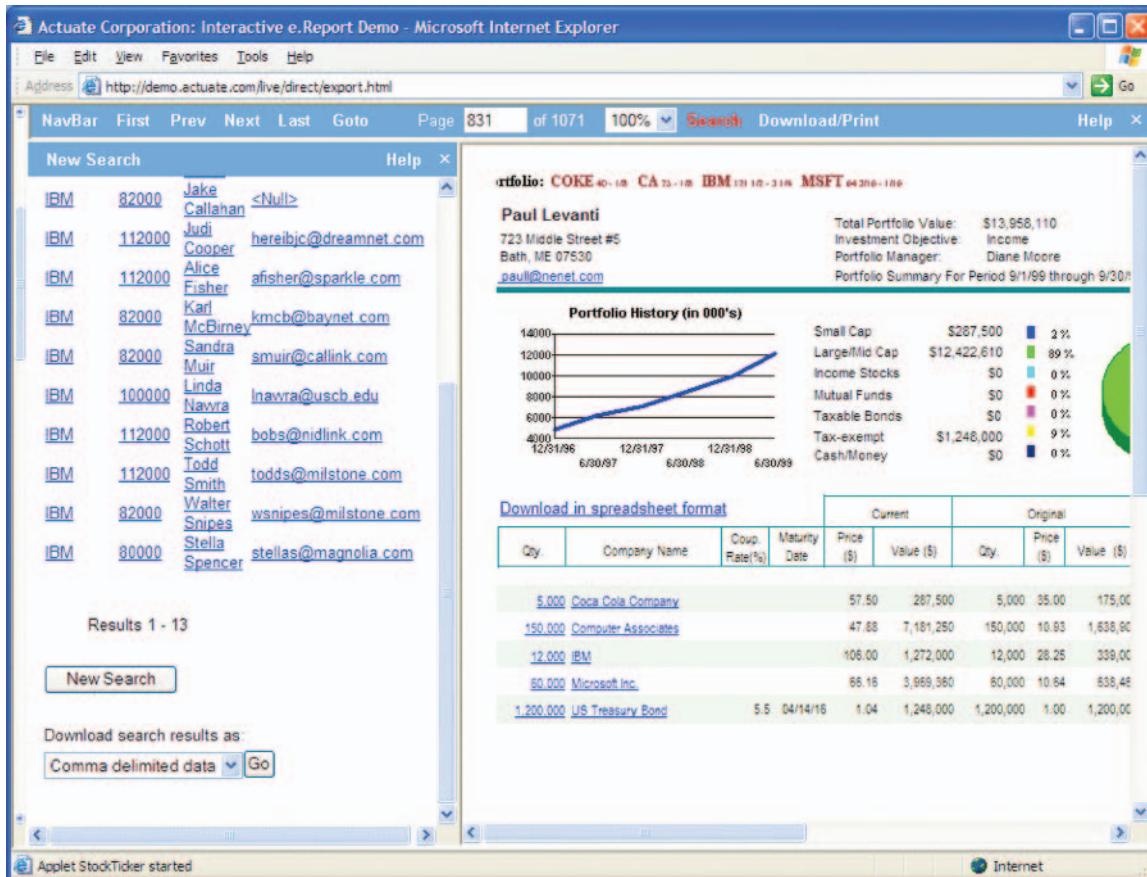 Actuate Corporation: Interactive e.Report Demo - Microsoft Internet Explorer
File Edit View Favorites Tools Help
Address http://demo.actuate.com/live/direct/export.html Go
NavBar First Prev Next Last Goto Page 831 of 1071 100% Search Download/Print Help ×
New Search Help ×
IBM 82000 Jake Callahan <Null>
IBM 112000 Judi Cooper hereibjc@dreamnet.com
IBM 112000 Alice Fisher afisher@sparkle.com
IBM 82000 Karl McBirney kmcb@baynet.com
IBM 82000 Sandra Muir smuir@callink.com
IBM 100000 Linda Nawra lnawra@uscb.edu
IBM 112000 Robert Schott bobs@nidlink.com
IBM 112000 Todd Smith todds@milstone.com
IBM 82000 Walter Snipes wsnipes@milstone.com
IBM 80000 Stella Spencer stellas@magnolia.com
Results 1 - 13
New Search
Download search results as:
Comma delimited data Go
rtfolio: COKE CA IBM MSFT
Paul Levanti
723 Middle Street #5
Bath, ME 07530
paull@nenet.com
Total Portfolio Value: $13,958,110
Investment Objective: Income
Portfolio Manager: Diane Moore
Portfolio Summary For Period 9/1/99 through 9/30/
Portfolio History (in 000's)
14000
12000
10000
8000
6000
4000
12/31/96 12/31/97 12/31/98
6/30/97 6/30/98 6/30/99
Small Cap $287,500 2%
Large/Mid Cap $12,422,610 89%
Income Stocks $0 0%
Mutual Funds $0 0%
Taxable Bonds $0 0%
Tax-exempt $1,248,000 9%
Cash/Money $0 0%
Download in spreadsheet format
Current Original
Qty. Company Name Coup. Rate(%) Maturity Date Price ($) Value ($) Qty. Price ($) Value ($)
5,000 Coca Cola Company 57.50 287,500 5,000 35.00 175,00
150,000 Computer Associates 47.88 7,181,250 150,000 10.93 1,638,90
12,000 IBM 106.00 1,272,000 12,000 28.25 339,00
60,000 Microsoft Inc. 66.16 3,969,360 60,000 10.64 638,46
1,200,000 US Treasury Bond 5.5 04/14/16 1.04 1,248,000 1,200,000 1.00 1,200,00
Applet StockTicker started Internet